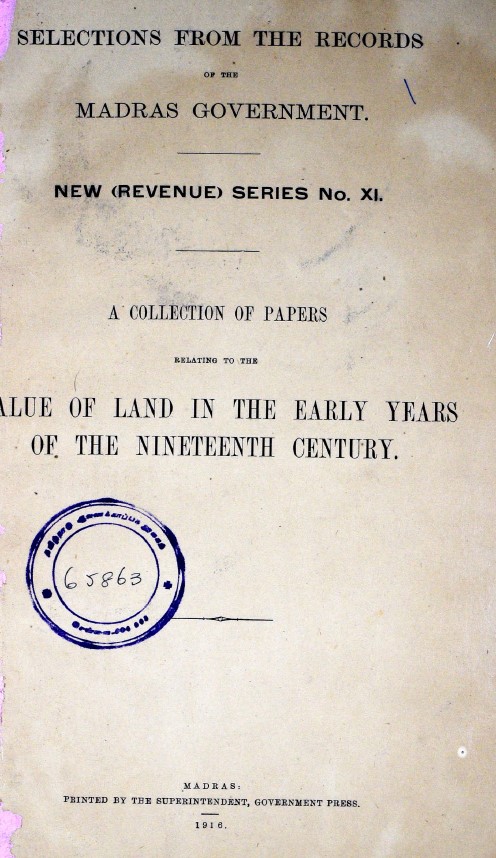 SELECTIONS FROM THE RECORDS
OF THE
MADRAS GOVERNMENT.
NEW (REVENUE) SERIES No. XI.
A COLLECTION OF PAPERS
RELATING TO THE
ALUE OF LAND IN THE EARLY YEARS
OF THE NINETEENTH CENTURY.
65863
MADRAS:
PRINTED BY THE SUPERINTENDENT, GOVERNMENT PRESS.
1916.